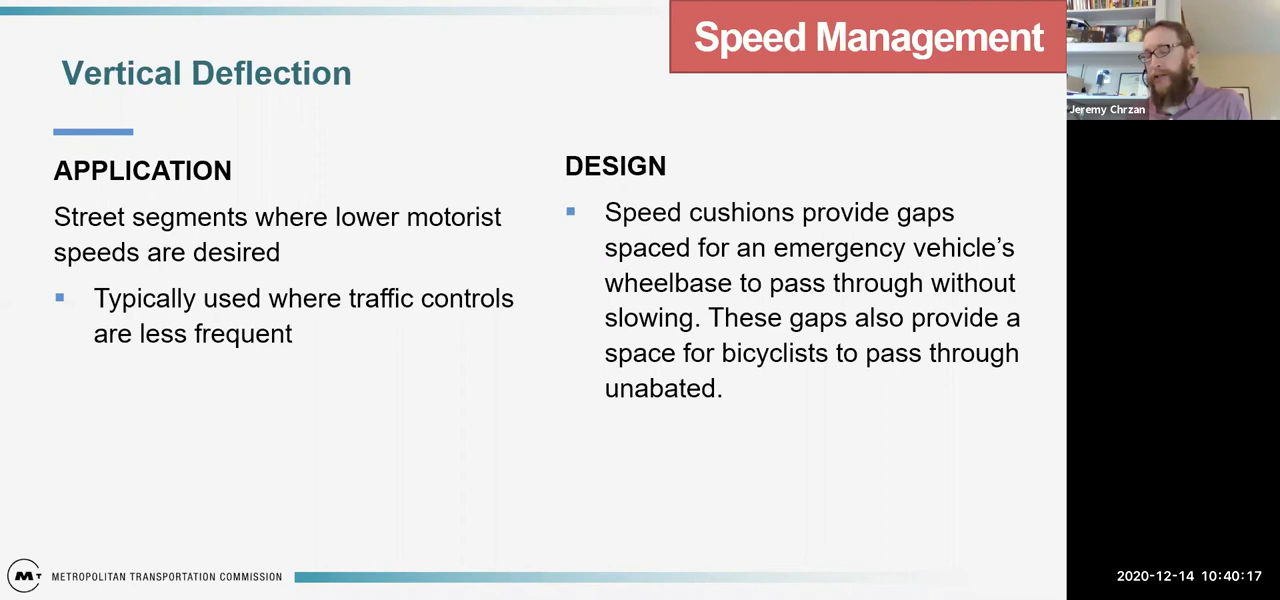 Speed Management
Vertical Deflection
APPLICATION
Street segments where lower motorist
speeds are desired
▪ Typically used where traffic controls
are less frequent
DESIGN
▪ Speed cushions provide gaps
spaced for an emergency vehicle’s
wheelbase to pass through without
slowing. These gaps also provide a
space for bicyclists to pass through
unabated.
Jeremy Chrzan
MT METROPOLITAN TRANSPORTATION COMMISSION
2020-12-14 10:40:17